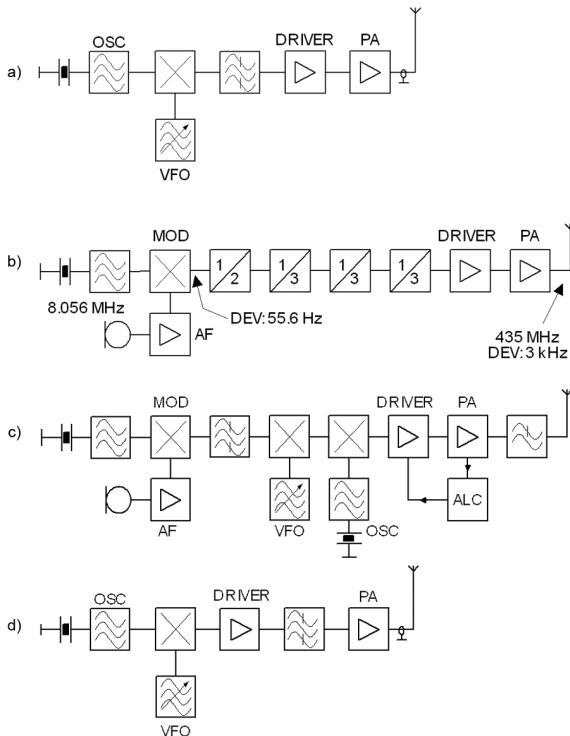 OSC
DRIVER
PA
a)
VFO
MOD
DRIVER
PA
b)
1/2
1/3
1/3
1/3
8.056 MHz
AF
DEV: 55.6 Hz
435 MHz
DEV: 3 kHz
MOD
DRIVER
PA
c)
AF
VFO
OSC
ALC
OSC
DRIVER
PA
d)
VFO